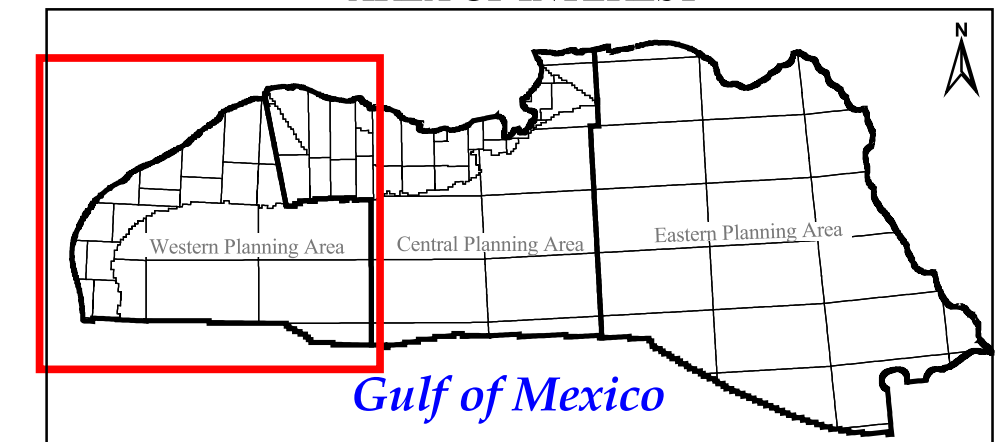 N
Western Planning Area
Central Planning Area
Eastern Planning Area
Gulf of Mexico